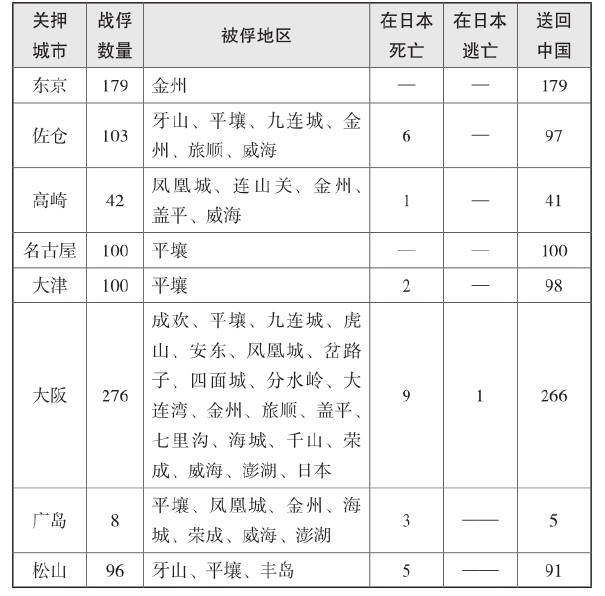 关押城市 战俘数量 被俘地区 在日本死亡 在日本逃亡 送回中国
东京 179 金州 — — 179
佐仓 103 牙山、平壤、九连城、金
州、旅顺、威海 6 — 97
高崎 42 凤凰城、连山关、金州、
盖平、威海 1 — 41
名古屋 100 平壤 — — 100
大津 100 平壤 2 — 98
大阪 276 成欢、平壤、九连城、虎
山、安东、凤凰城、岔路
子、四面城、分水岭、大
连湾、金州、旅顺、盖平、
七里沟、海城、千山、荣
成、威海、澎湖、日本 9 1 266
广岛 8 平壤、凤凰城、金州、海
城、荣成、威海、澎湖 3 —— 5
松山 96 牙山、平壤、丰岛 5 —— 91